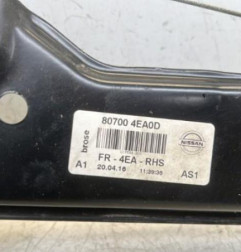 80700 4EA0D
brose
NISSAN
FR - 4EA - RHS
A1
20.04.16
11:39:36
AS1